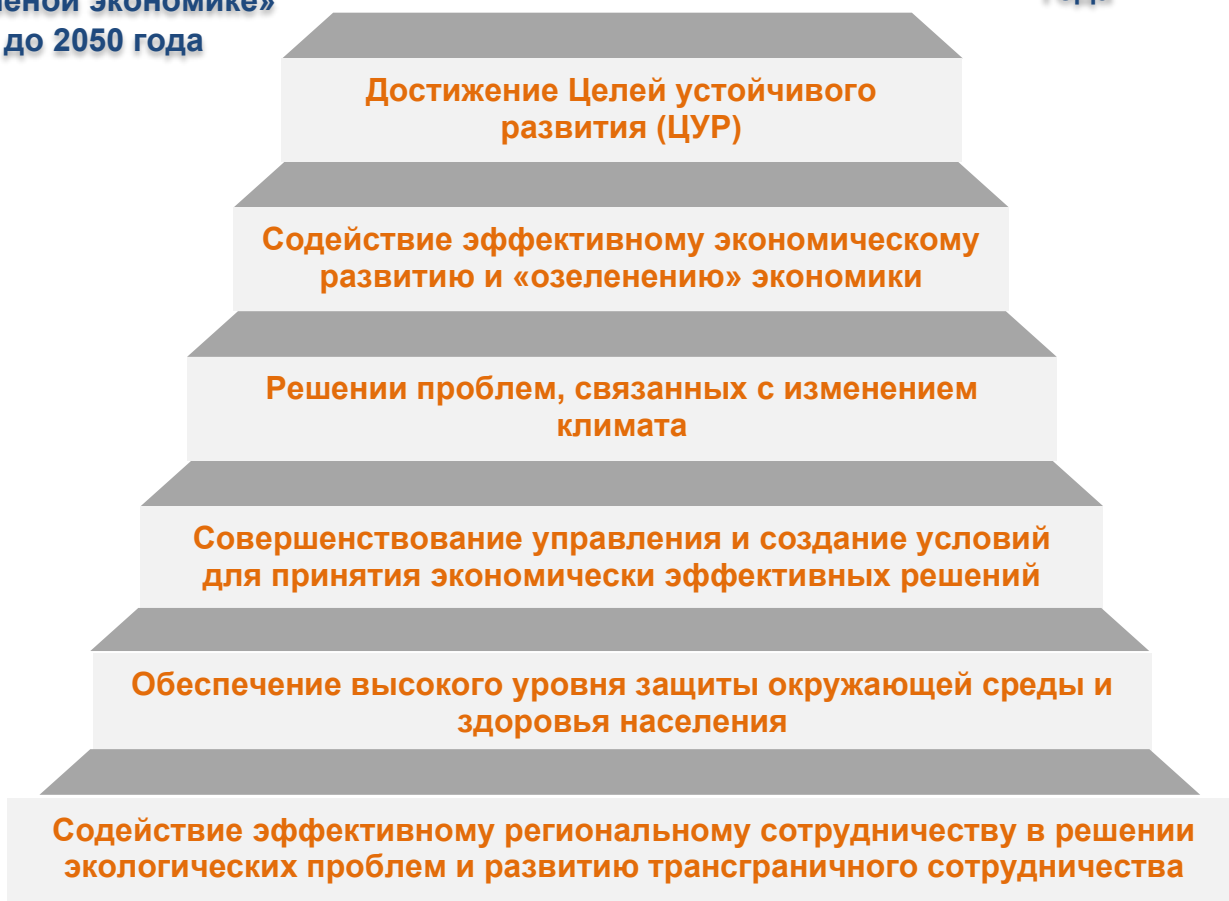 экономике»
до 2050 года
Достижение Целей устойчивого
развития (ЦУР)
Содействие эффективному экономическому
развитию и «озеленению» экономики
Решении проблем, связанных с изменением
климата
Совершенствование управления и создание условий
для принятия экономически эффективных решений
Обеспечение высокого уровня защиты окружающей среды и
здоровья населения
Содействие эффективному региональному сотрудничеству в решении
экологических проблем и развитию трансграничного сотрудничества